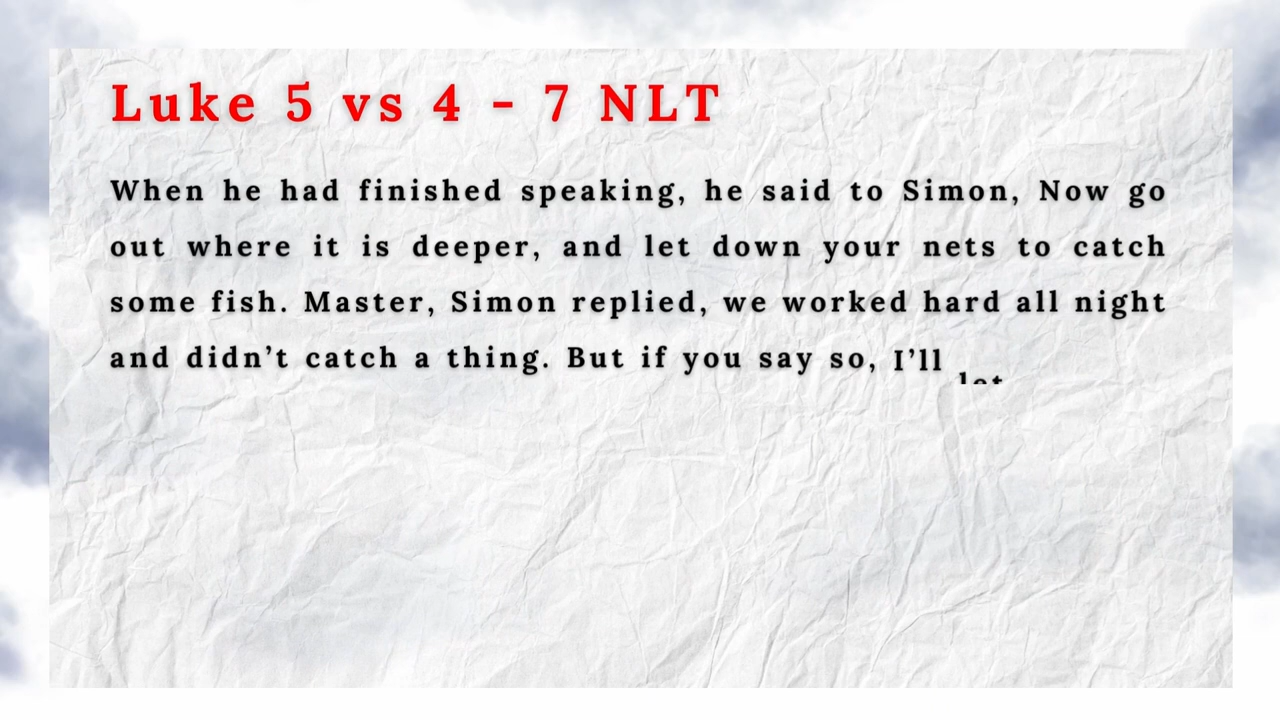 Luke 5 vs 4 - 7 NLT
When he had finished speaking, he said to Simon, Now go
out where it is deeper, and let down your nets to catch
some fish. Master, Simon replied, we worked hard all night
and didn’t catch a thing. But if you say so, I’ll
let